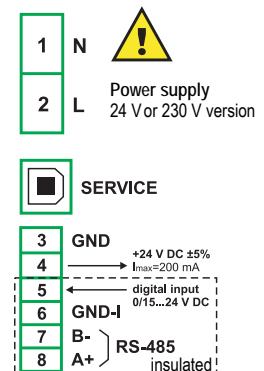 1 N
Power supply
2 L 24 V or 230 V version
SERVICE
3 GND
+24 V DC ±5%
4 Imax=200 mA
5 digital input
0/15...24 V DC
6 GND-I
7 B-
RS-485
8 A+ insulated